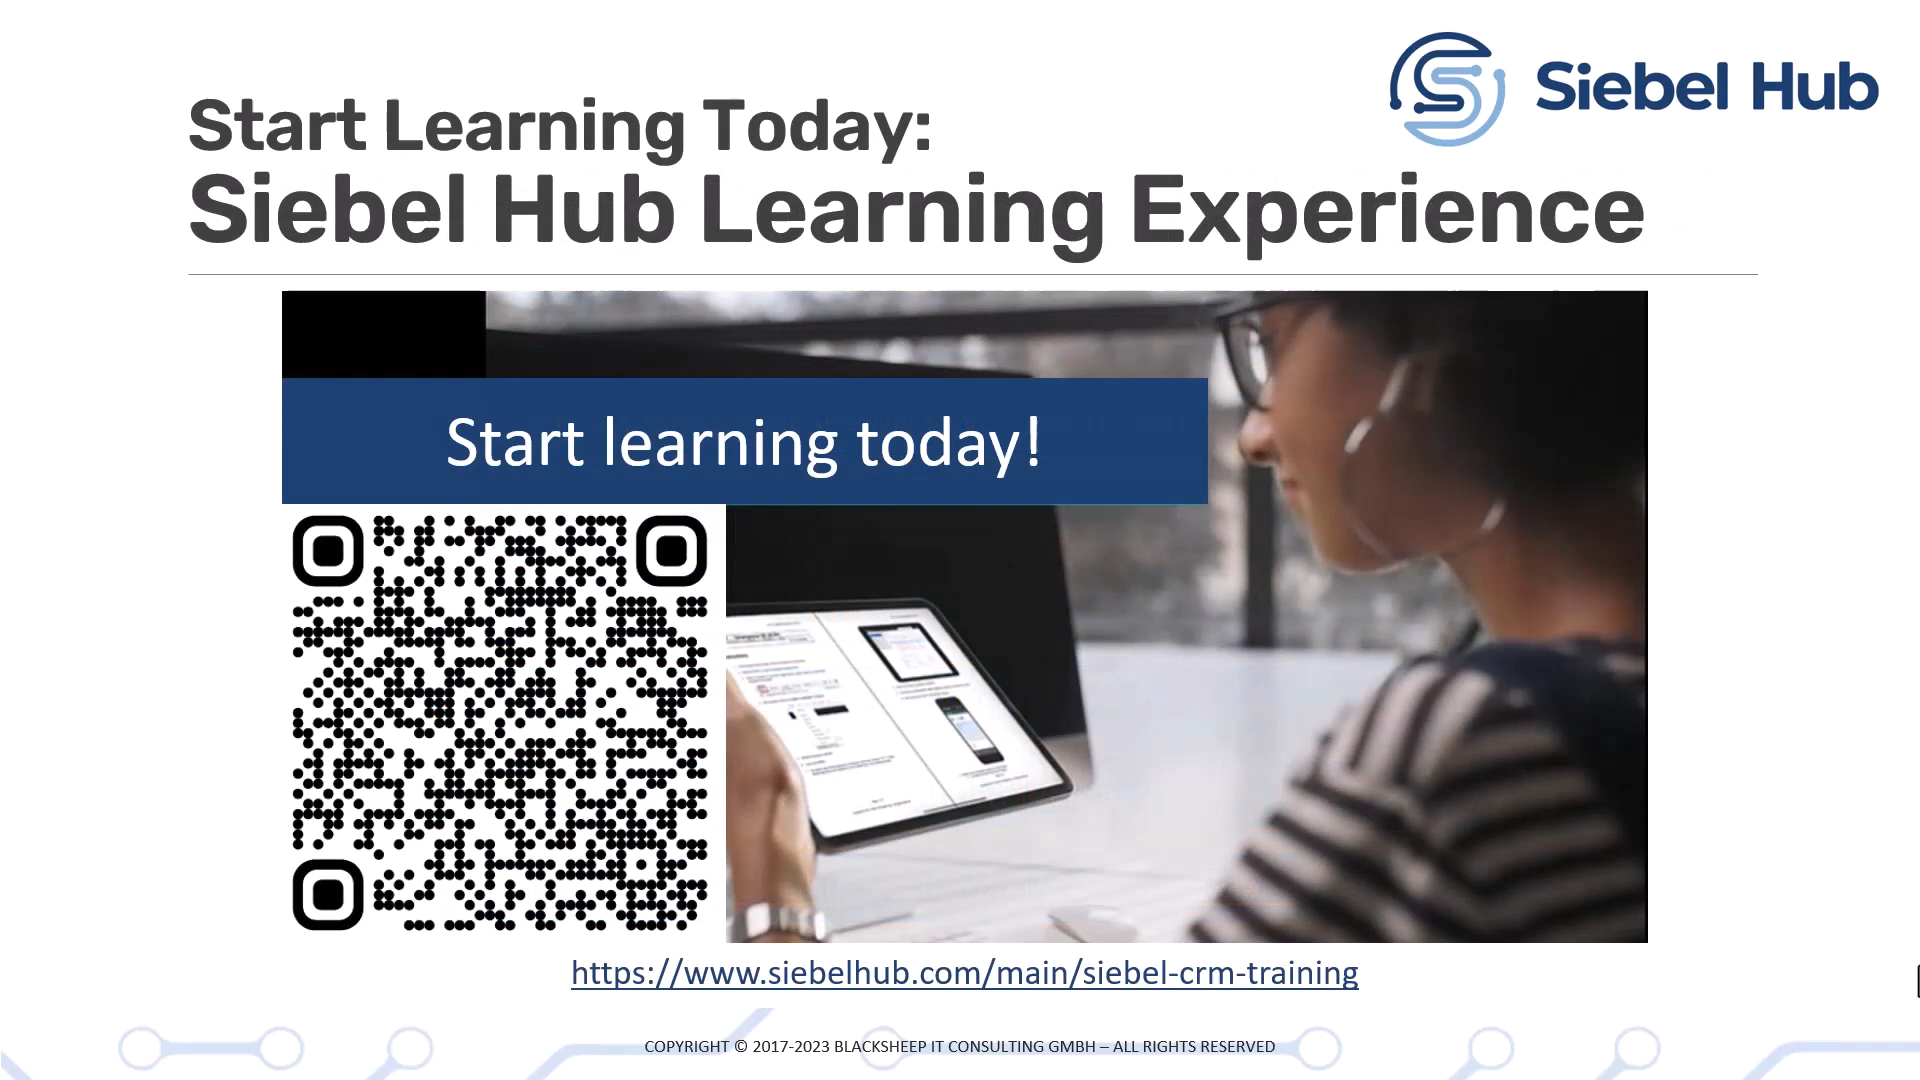 Siebel Hub
Start Learning Today:
Siebel Hub Learning Experience
Start learning today!
https://www.siebelhub.com/main/siebel-crm-training
COPYRIGHT © 2017-2023 BLACKSHEEP IT CONSULTING GMBH – ALL RIGHTS RESERVED